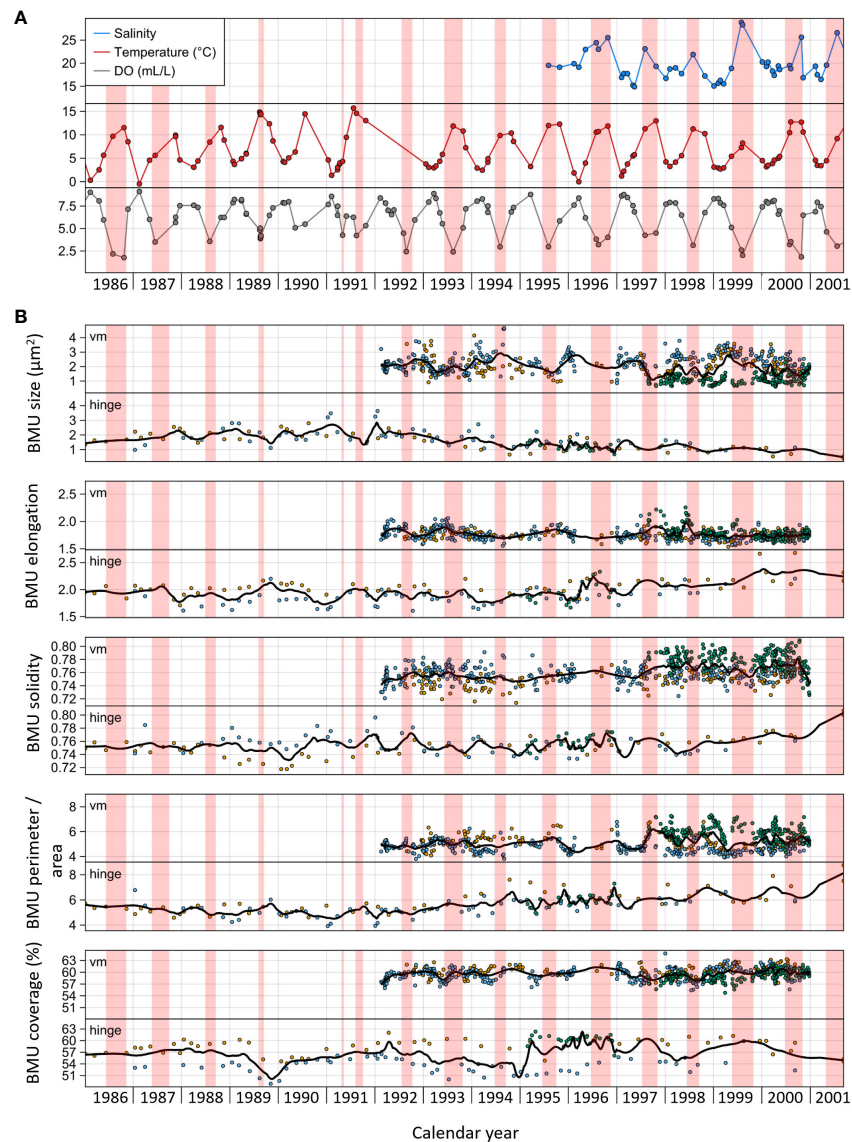 A
Salinity
Temperature (°C)
DO (mL/L)
25
20
15
15
10
5
0
7.5
5.0
2.5
1986 1987 1988 1989 1990 1991 1992 1993 1994 1995 1996 1997 1998 1999 2000 2001
B
BMU size (µm²)
vm
4
3
2
1
hinge
4
3
2
1
BMU elongation
vm
2.5
2.0
1.5
hinge
2.5
2.0
1.5
BMU solidity
vm
0.80
0.78
0.76
0.74
0.72
hinge
0.80
0.78
0.76
0.74
0.72
BMU perimeter /
area
vm
8
6
4
hinge
8
6
4
BMU coverage (%)
vm
63
60
57
54
51
hinge
63
60
57
54
51
1986 1987 1988 1989 1990 1991 1992 1993 1994 1995 1996 1997 1998 1999 2000 2001
Calendar year